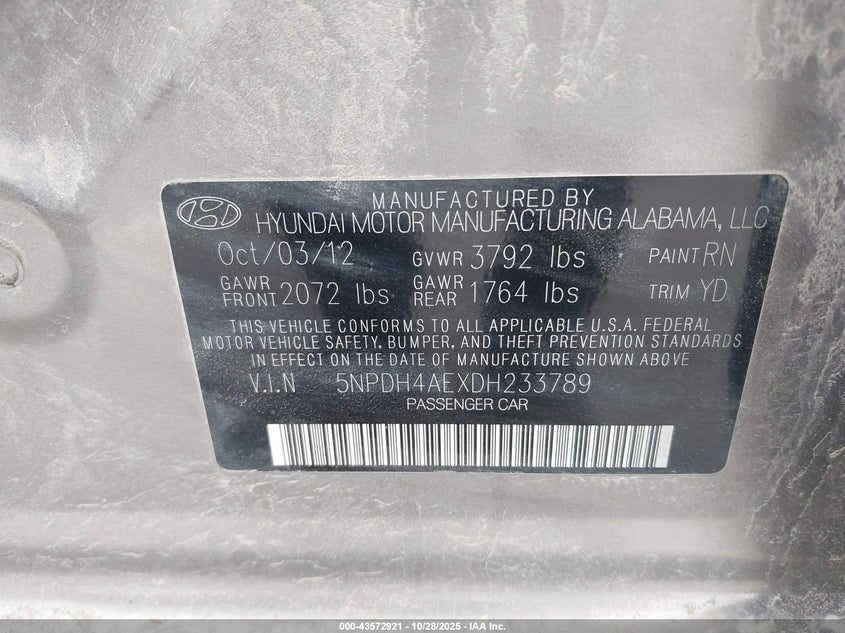 MANUFACTURED BY
HYUNDAI MOTOR MANUFACTURING ALABAMA, LLC
Oct/03/12 GVWR 3792 lbs PAINT RN
GAWR FRONT 2072 lbs GAWR REAR 1764 lbs TRIM YD
THIS VEHICLE CONFORMS TO ALL APPLICABLE U.S.A. FEDERAL
MOTOR VEHICLE SAFETY, BUMPER, AND THEFT PREVENTION STANDARDS
IN EFFECT ON THE DATE OF MANUFACTURE SHOWN ABOVE
V.I.N 5NPDH4AEXDH233789
PASSENGER CAR
000-43572921 | 10/28/2025 - IAA Inc.